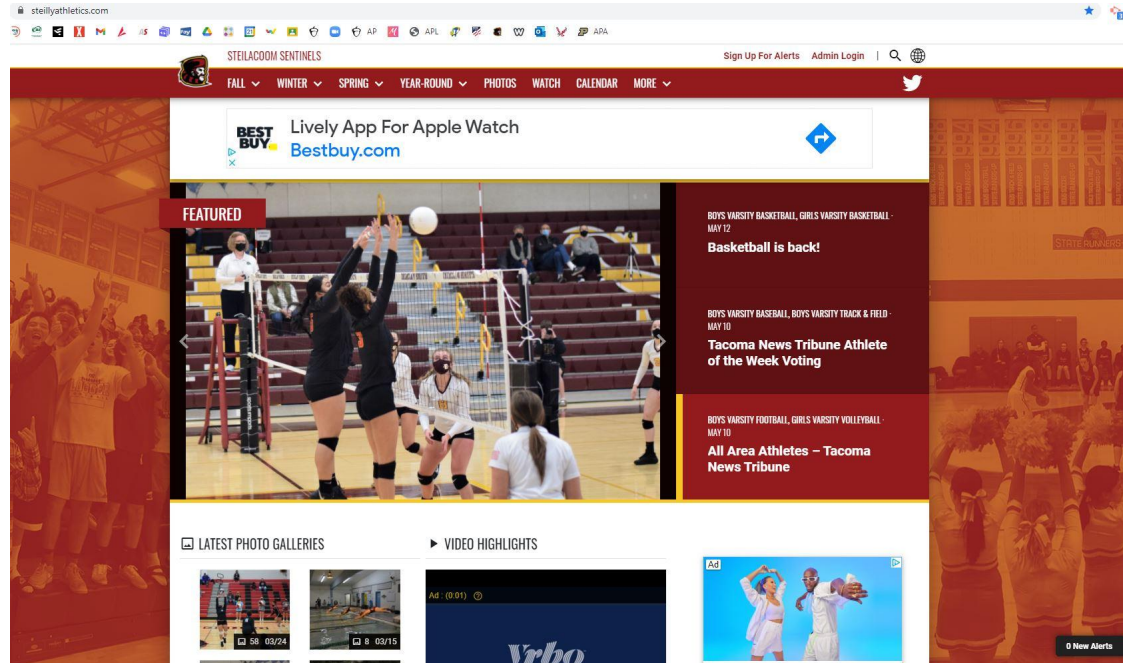 steillyathletics.com
AP
APL
APA
STEILACOOM SENTINELS
Sign Up For Alerts Admin Login |
FALL WINTER SPRING YEAR-ROUND PHOTOS WATCH CALENDAR MORE
BEST BUY
Lively App For Apple Watch
Bestbuy.com
FEATURED
BOYS VARSITY BASKETBALL, GIRLS VARSITY BASKETBALL ·
MAY 12
Basketball is back!
BOYS VARSITY BASEBALL, BOYS VARSITY TRACK & FIELD ·
MAY 10
Tacoma News Tribune Athlete
of the Week Voting
BOYS VARSITY FOOTBALL, GIRLS VARSITY VOLLEYBALL ·
MAY 10
All Area Athletes – Tacoma
News Tribune
STATE RUNNERS
LATEST PHOTO GALLERIES
VIDEO HIGHLIGHTS
58 03/24
8 03/15
Ad : (0:01)
Vrbo
Ad
0 New Alerts